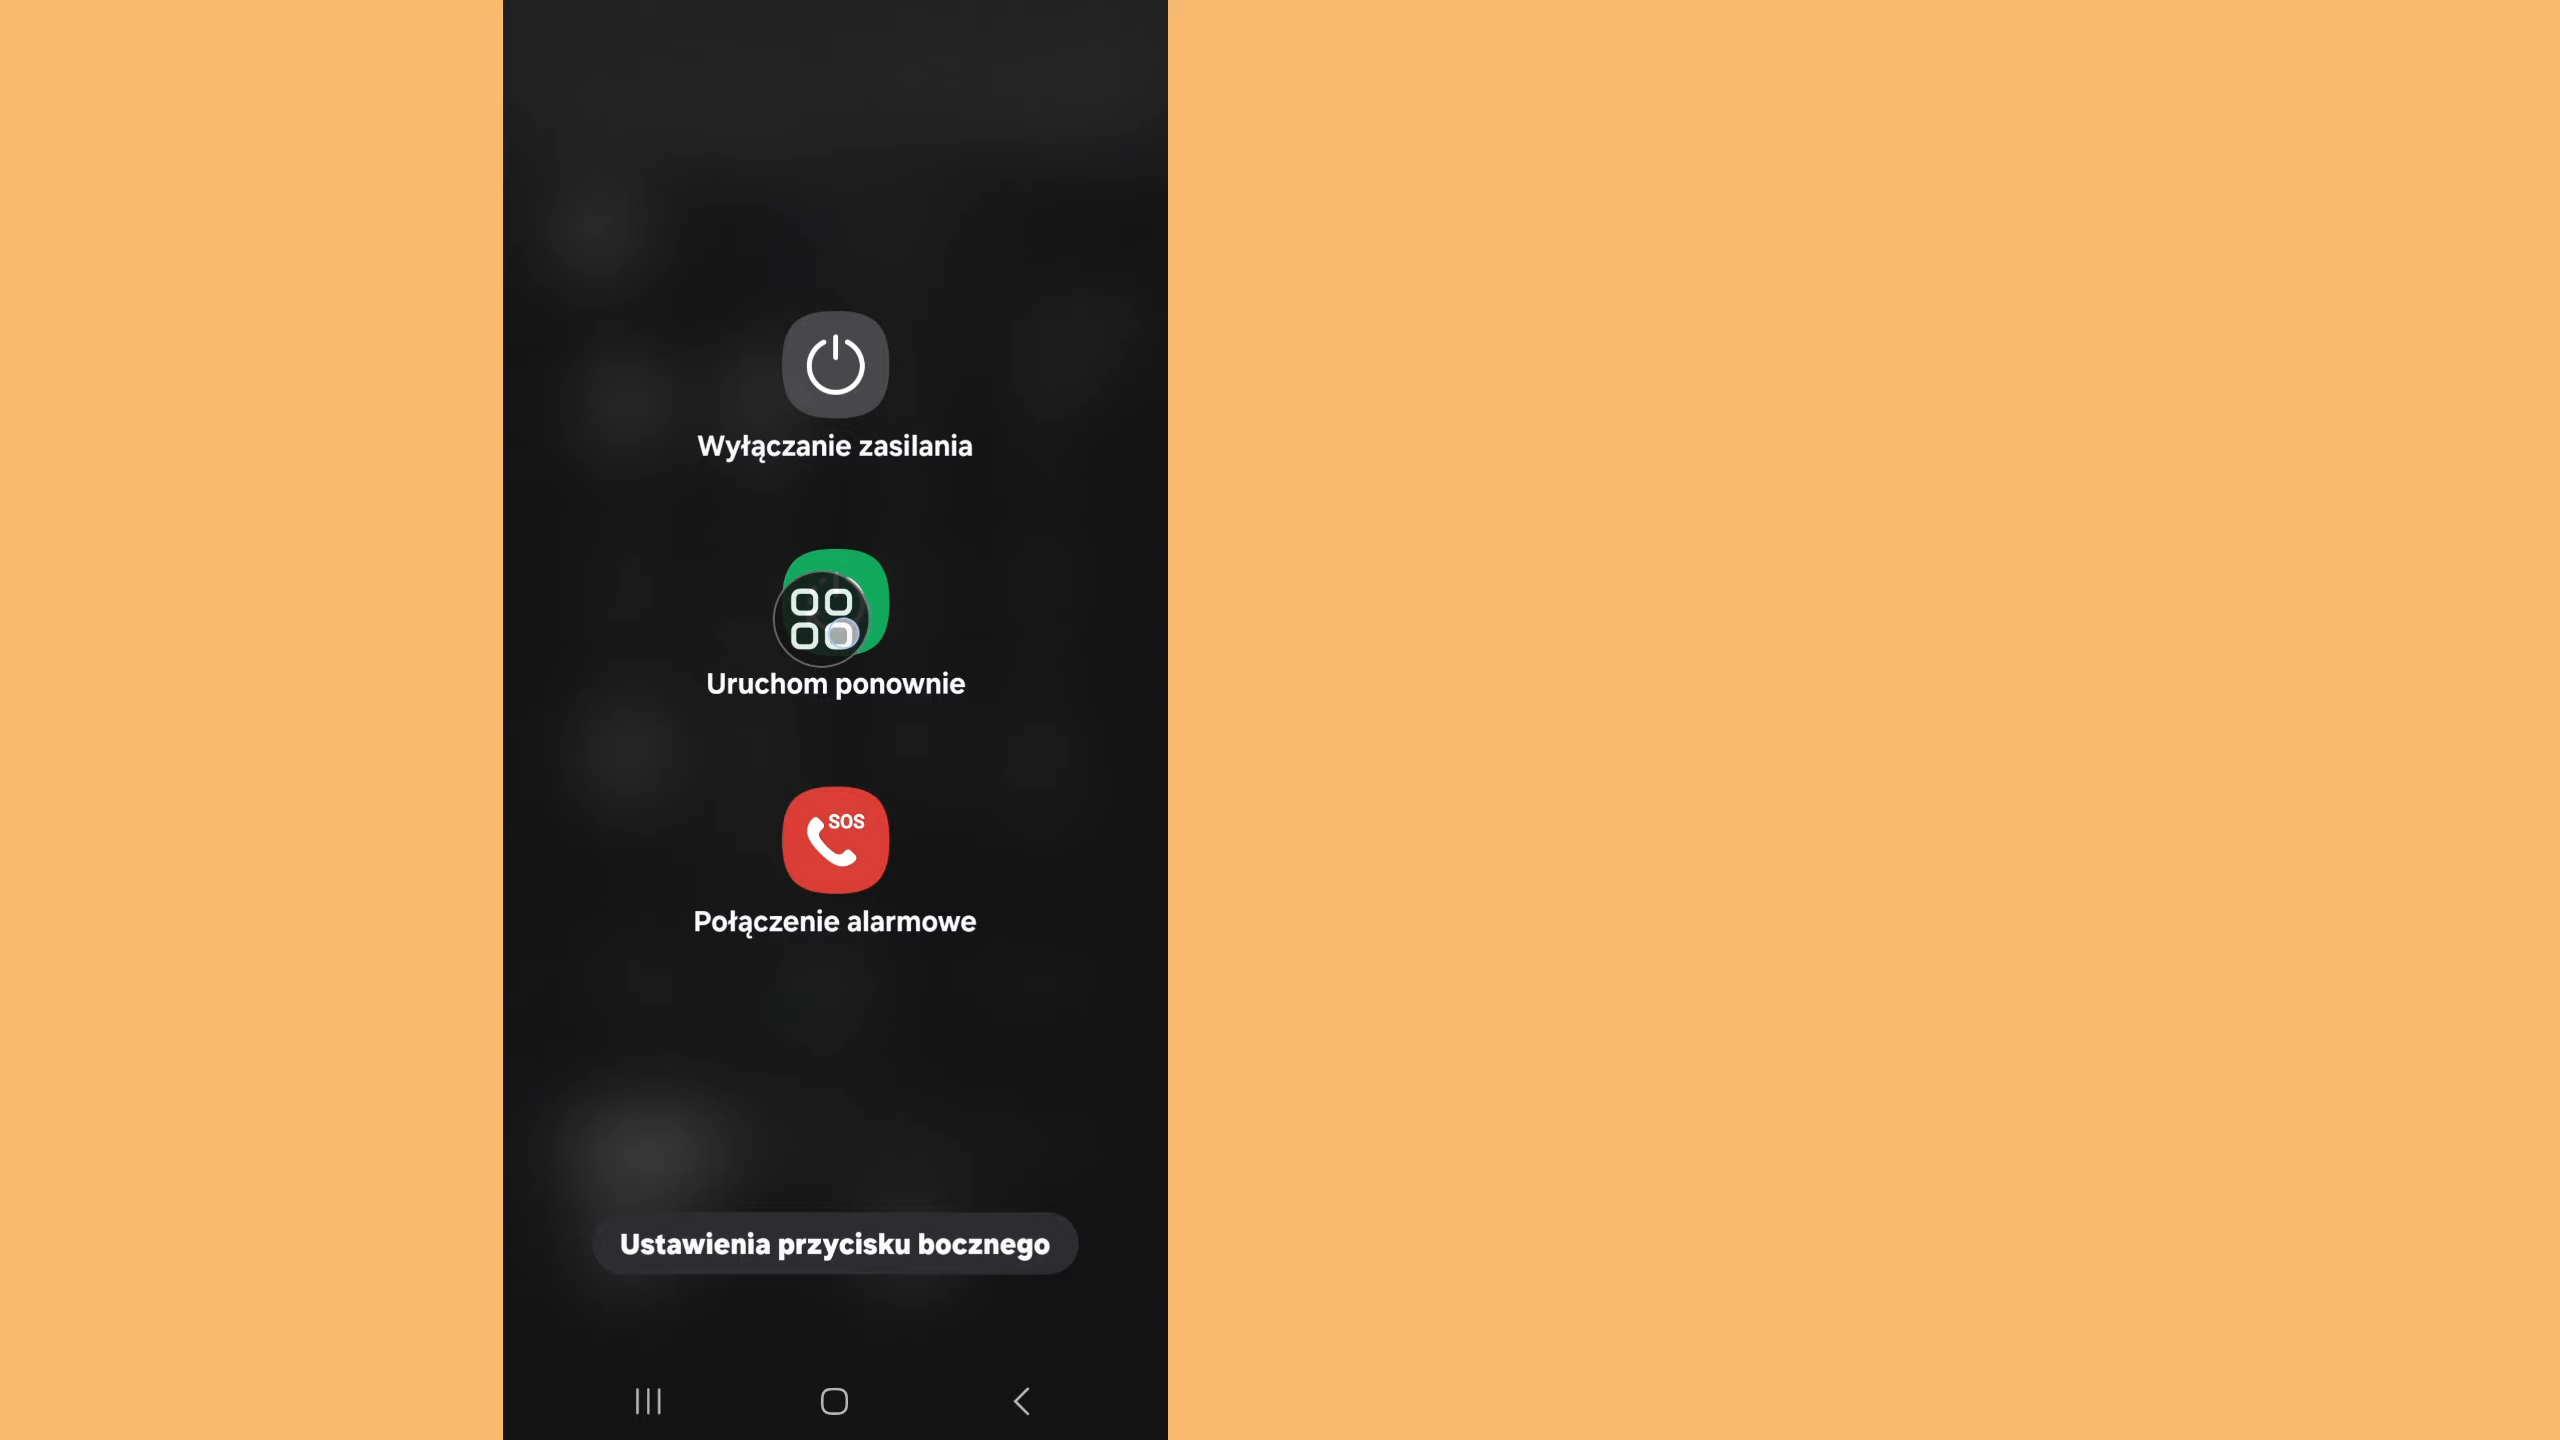 Wyłączanie zasilania
Uruchom ponownie
SOS
Połączenie alarmowe
Ustawienia przycisku bocznego